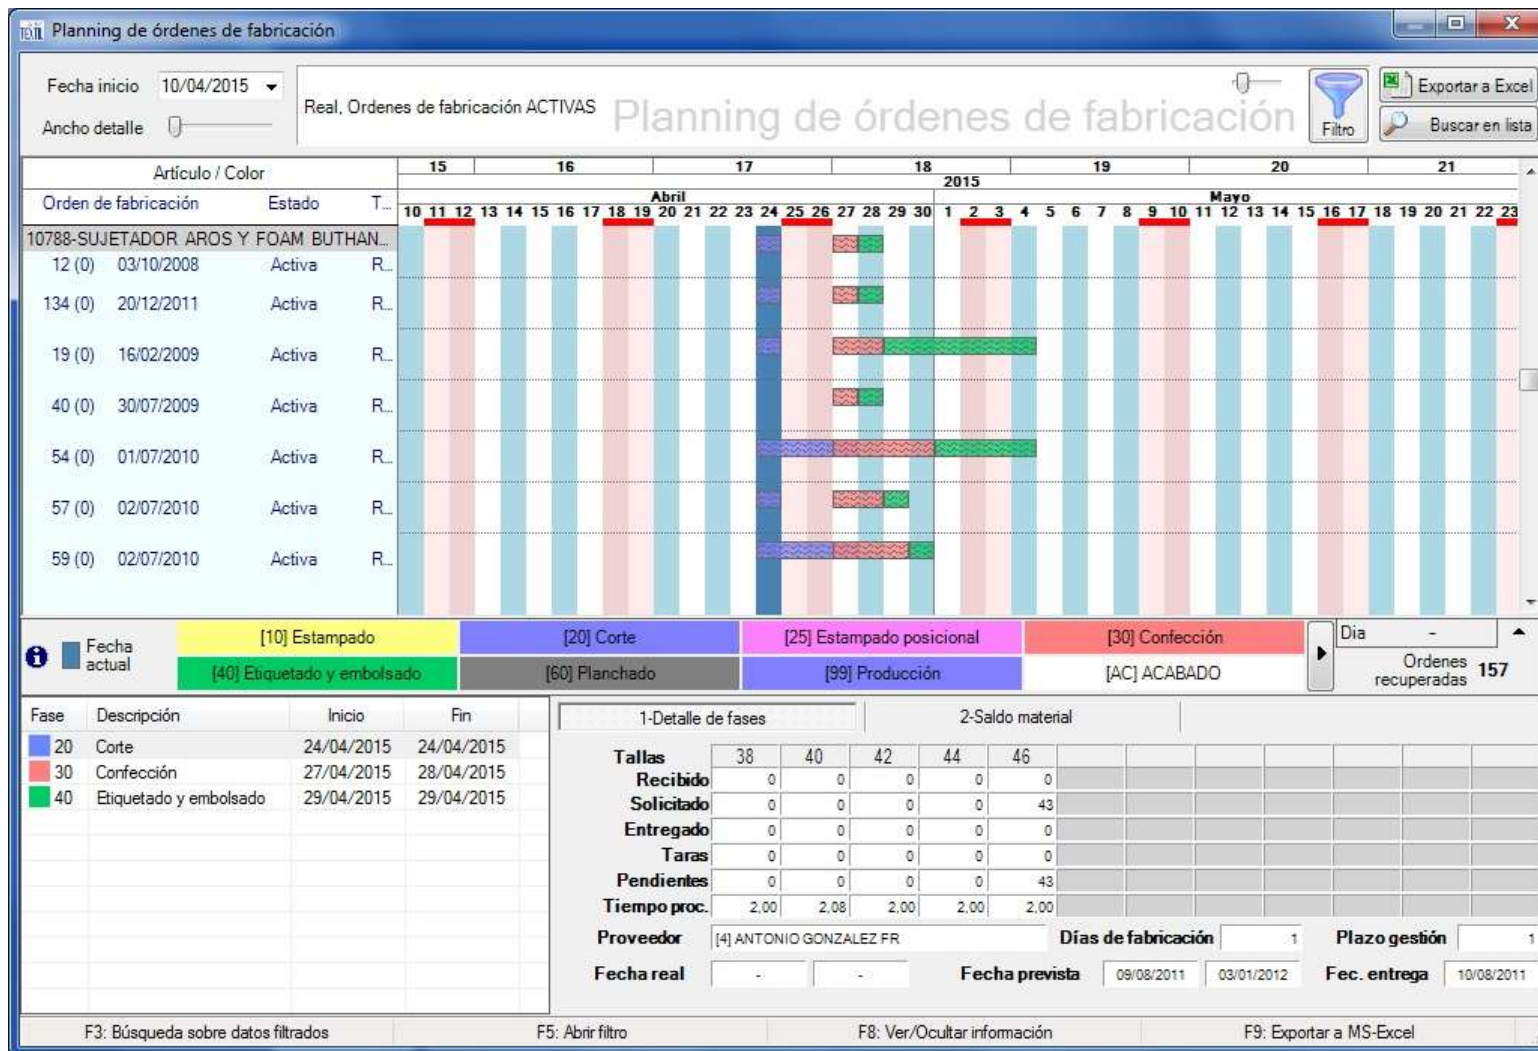 TEXTIL Planning de órdenes de fabricación
Fecha inicio 10/04/2015
Ancho detalle
Real, Ordenes de fabricación ACTIVAS
Planning de órdenes de fabricación
Filtro
Exportar a Excel
Buscar en lista
Artículo / Color
Orden de fabricación Estado T...
15 16 17 18 19 20 21
2015
Abril Mayo
10 11 12 13 14 15 16 17 18 19 20 21 22 23 24 25 26 27 28 29 30 1 2 3 4 5 6 7 8 9 10 11 12 13 14 15 16 17 18 19 20 21 22 23
10788-SUJETADOR AROS Y FOAM BUTHAN...
12 (0) 03/10/2008 Activa R...
134 (0) 20/12/2011 Activa R...
19 (0) 16/02/2009 Activa R...
40 (0) 30/07/2009 Activa R...
54 (0) 01/07/2010 Activa R...
57 (0) 02/07/2010 Activa R...
59 (0) 02/07/2010 Activa R...
Fecha actual
[10] Estampado [20] Corte [25] Estampado posicional [30] Confección
[40] Etiquetado y embolsado [60] Planchado [99] Producción [AC] ACABADO
Dia -
Ordenes recuperadas 157
Fase Descripción Inicio Fin
20 Corte 24/04/2015 24/04/2015
30 Confección 27/04/2015 28/04/2015
40 Etiquetado y embolsado 29/04/2015 29/04/2015
1-Detalle de fases 2-Saldo material
Tallas 38 40 42 44 46
Recibido 0 0 0 0 0
Solicitado 0 0 0 0 43
Entregado 0 0 0 0 0
Taras 0 0 0 0 0
Pendientes 0 0 0 0 43
Tiempo proc. 2,00 2,08 2,00 2,00 2,00
Proveedor [4] ANTONIO GONZALEZ FR Días de fabricación 1 Plazo gestión 1
Fecha real - - Fecha prevista 09/08/2011 03/01/2012 Fec. entrega 10/08/2011
F3: Búsqueda sobre datos filtrados F5: Abrir filtro F8: Ver/Ocultar información F9: Exportar a MS-Excel